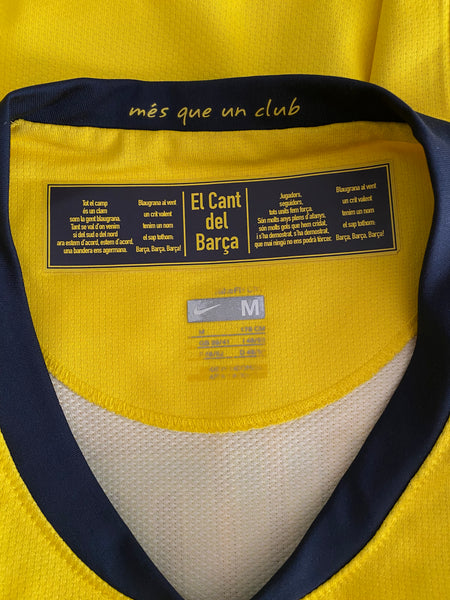 més que un club
Tot el camp
és un clam
som la gent blaugrana.
Tant se val d'on venim
si del sud o del nord
ara estem d'acord, estem d'acord,
una bandera ens agermana.
Blaugrana al vent
un crit valent
tenim un nom
el sap tothom:
Barça, Barça, Barça!
El Cant
del
Barça
Jugadors,
seguidors,
tots units fem força.
Són molts anys plens d'afanys,
són molts gols que hem cridat,
i s'ha demostrat, s'ha demostrat,
que mai ningú no ens podrà tòrcer.
Blaugrana al vent
un crit valent
tenim un nom
el sap tothom:
Barça, Barça, Barça!
M
M